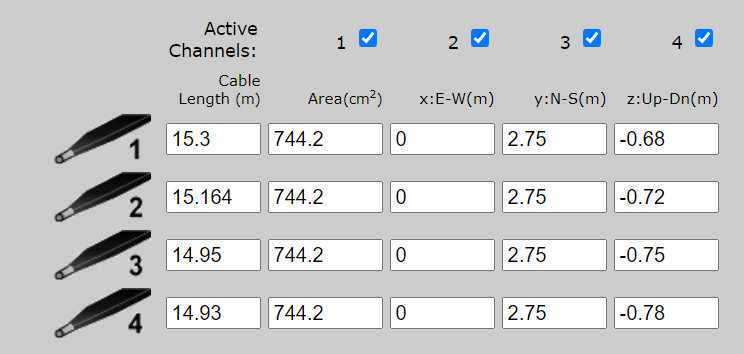 Active
Channels: 1 2 3 4
Cable
Length (m) Area(cm²) x:E-W(m) y:N-S(m) z:Up-Dn(m)
1 15.3 744.2 0 2.75 -0.68
2 15.164 744.2 0 2.75 -0.72
3 14.95 744.2 0 2.75 -0.75
4 14.93 744.2 0 2.75 -0.78